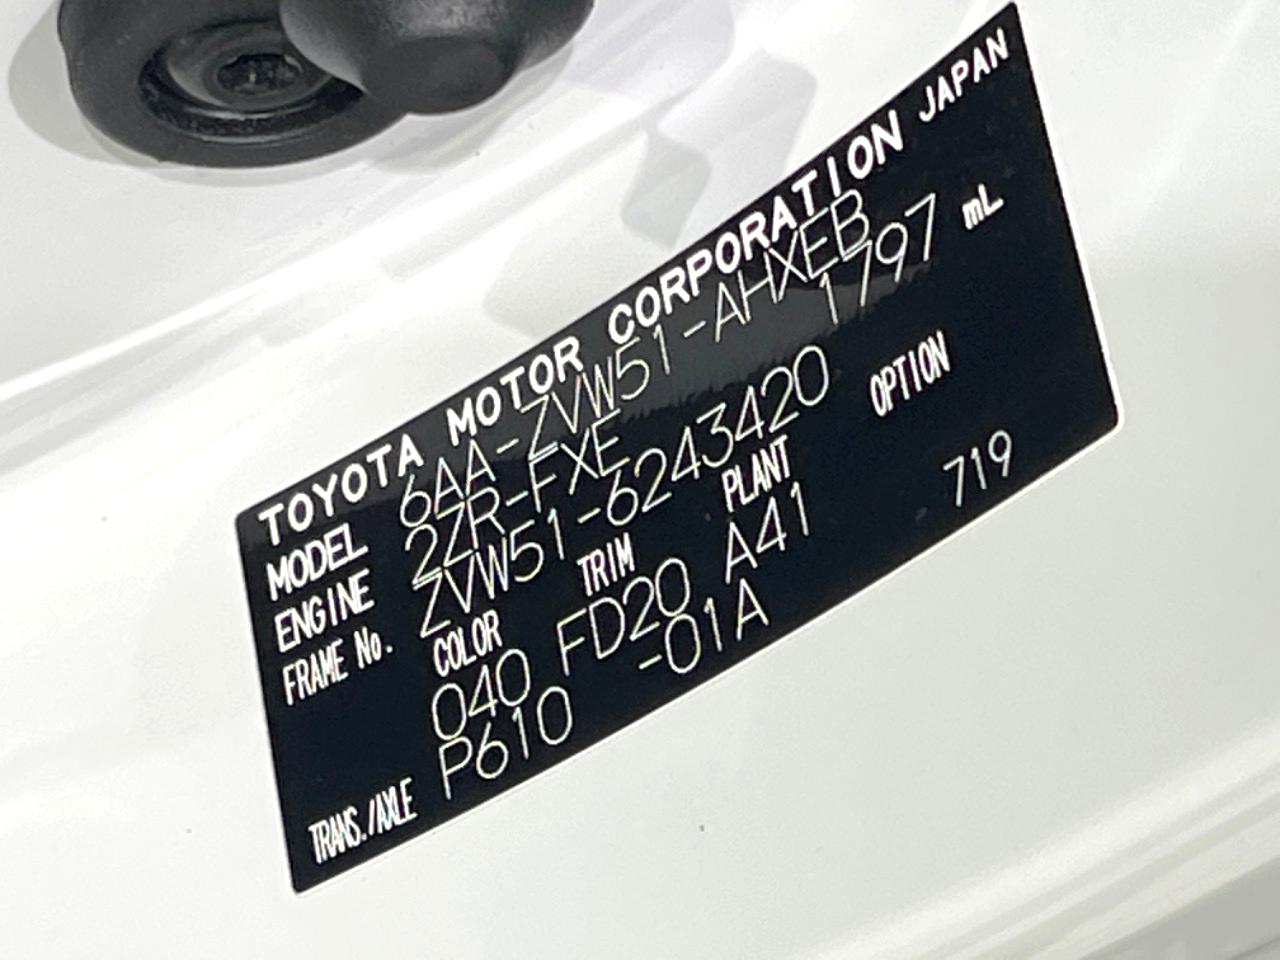 TOYOTA MOTOR CORPORATION JAPAN
MODEL 6AA-ZVW51-AHXEB
ENGINE 2ZR-FXE 1797 mL
FRAME No. ZVW51-6243420
COLOR TRIM PLANT OPTION
040 FD20 A41 719
TRANS./AXLE P610 -01A